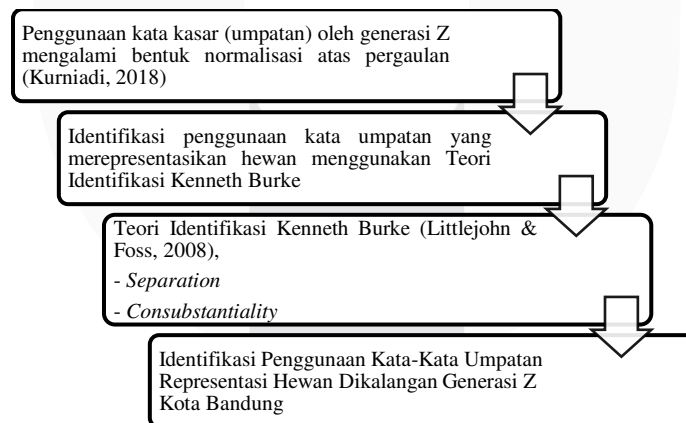 Penggunaan kata kasar (umpatan) oleh generasi Z
mengalami bentuk normalisasi atas pergaulan
(Kurniadi, 2018)
Identifikasi penggunaan kata umpatan yang
merepresentasikan hewan menggunakan Teori
Identifikasi Kenneth Burke
Teori Identifikasi Kenneth Burke (Littlejohn &
Foss, 2008),
- Separation
- Consubstantiality
Identifikasi Penggunaan Kata-Kata Umpatan
Representasi Hewan Dikalangan Generasi Z
Kota Bandung